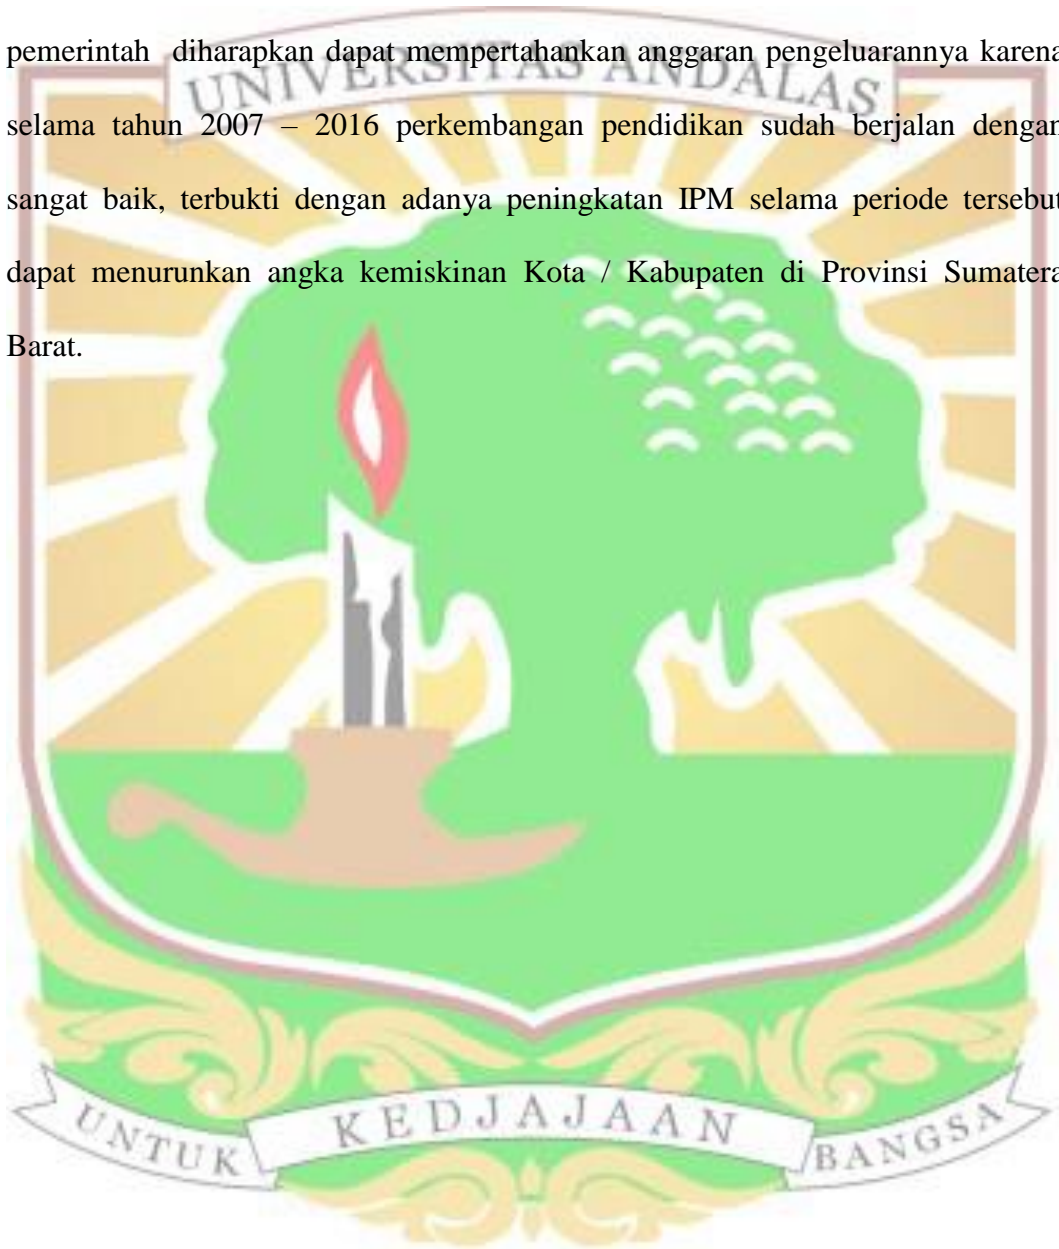 pemerintah diharapkan dapat mempertahankan anggaran pengeluarannya karena
UNIVERSITAS ANDALAS
selama tahun 2007 – 2016 perkembangan pendidikan sudah berjalan dengan
sangat baik, terbukti dengan adanya peningkatan IPM selama periode tersebut
dapat menurunkan angka kemiskinan Kota / Kabupaten di Provinsi Sumatera
Barat.
UNTUK KEDJAJAAN BANGSA